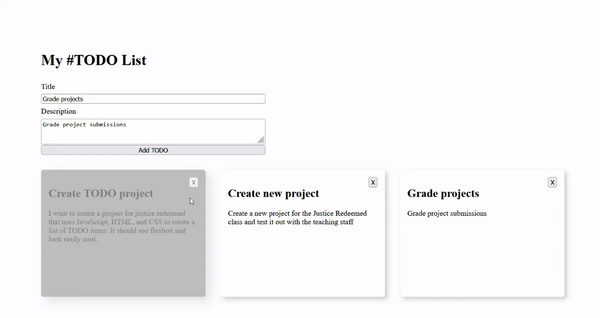 My #TODO List
Title
Grade projects
Description
Grade project submissions
Add TODO
X
Create TODO project
I want to create a project for justice redeemed
that uses JavaScript, HTML, and CSS to create a
list of TODO items. It should use flexbox and
look really cool.
X
Create new project
Create a new project for the Justice Redeemed
class and test it out with the teaching staff
X
Grade projects
Grade project submissions